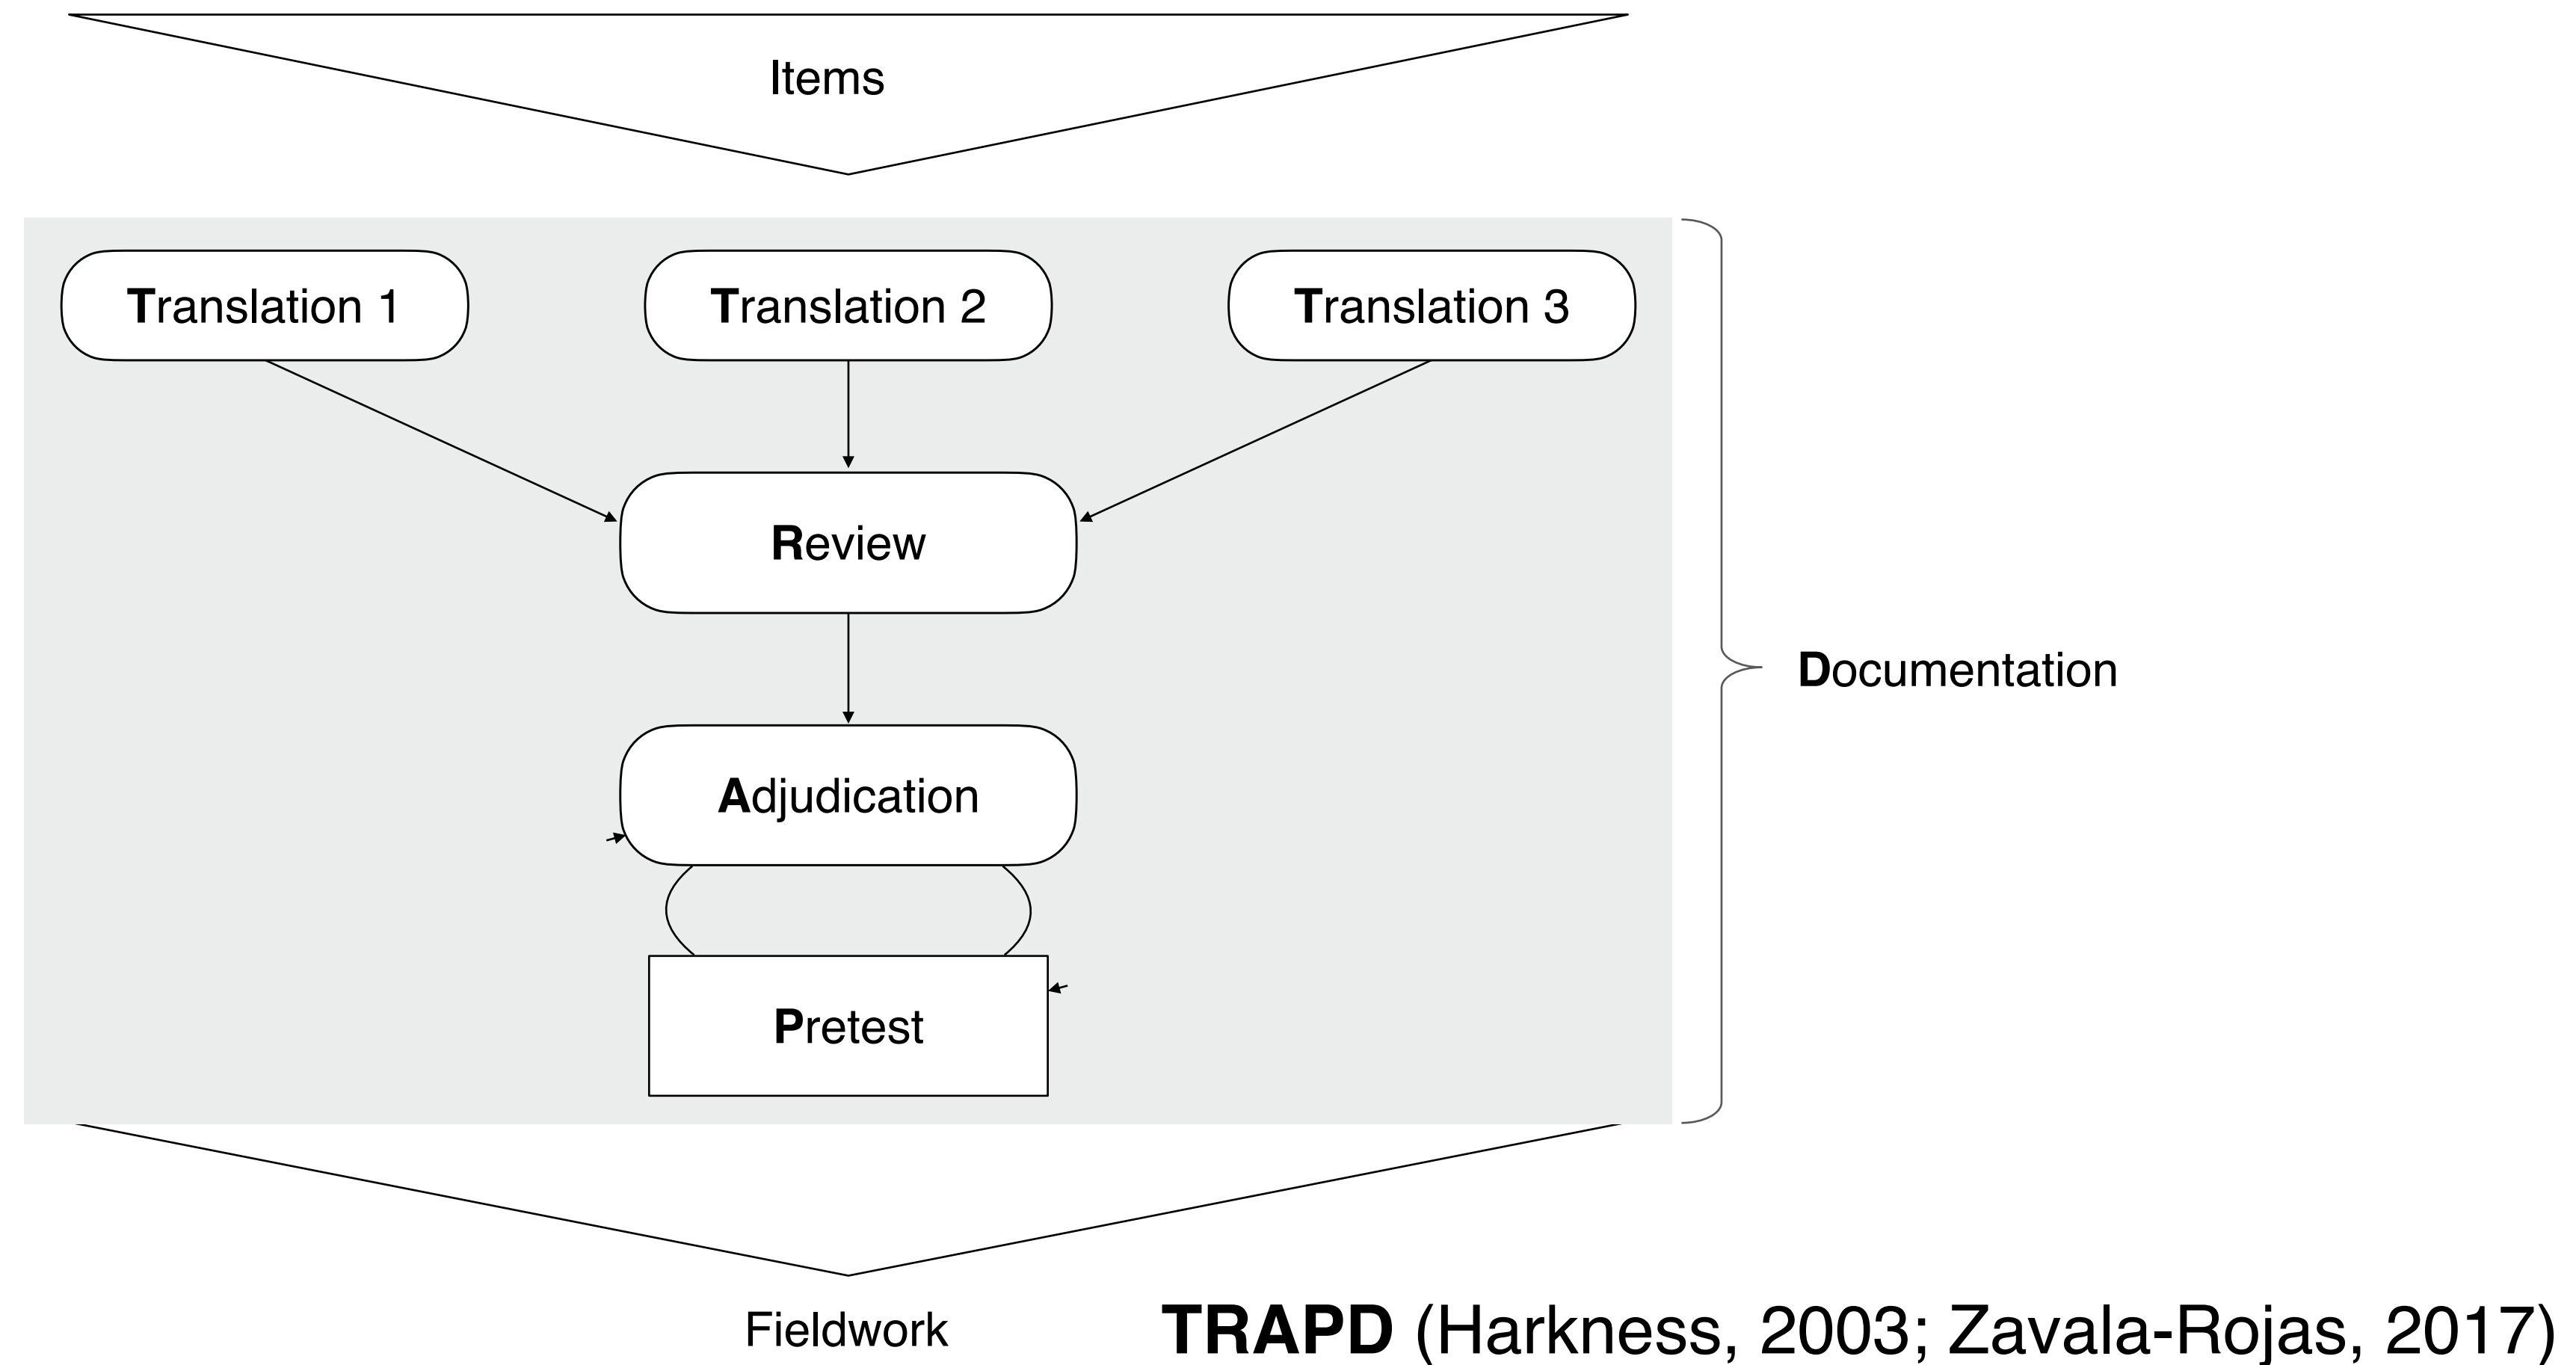 Items
Translation 1
Translation 2
Translation 3
Review
Documentation
Adjudication
Pretest
Fieldwork
TRAPD (Harkness, 2003; Zavala-Rojas, 2017)